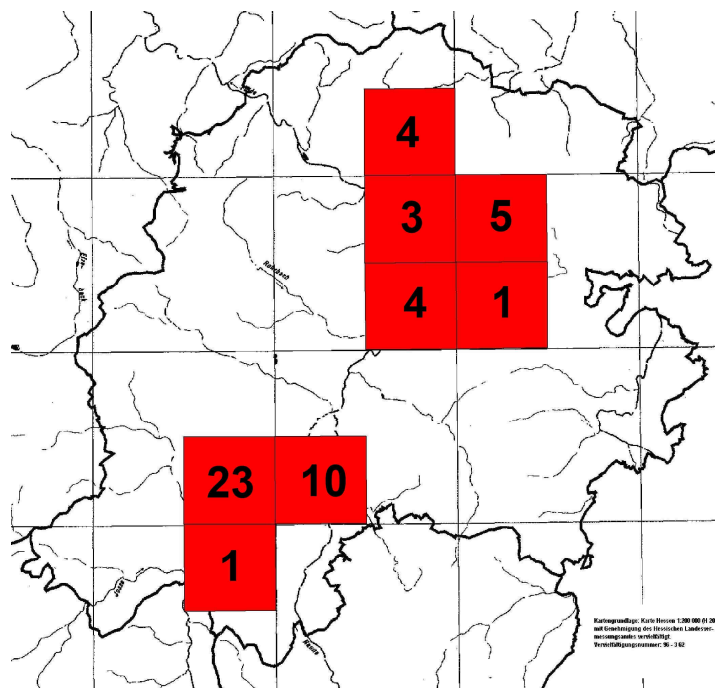 4
3 5
Rohrbach
4 1
23 10
1
Kartengrundlage: Karte Hessen 1:200 000 (H 20
mit Genehmigung des Hessischen Landesver-
messungsamtes vervielfältigt.
Vervielfältigungsnummer: 96 - 3 62